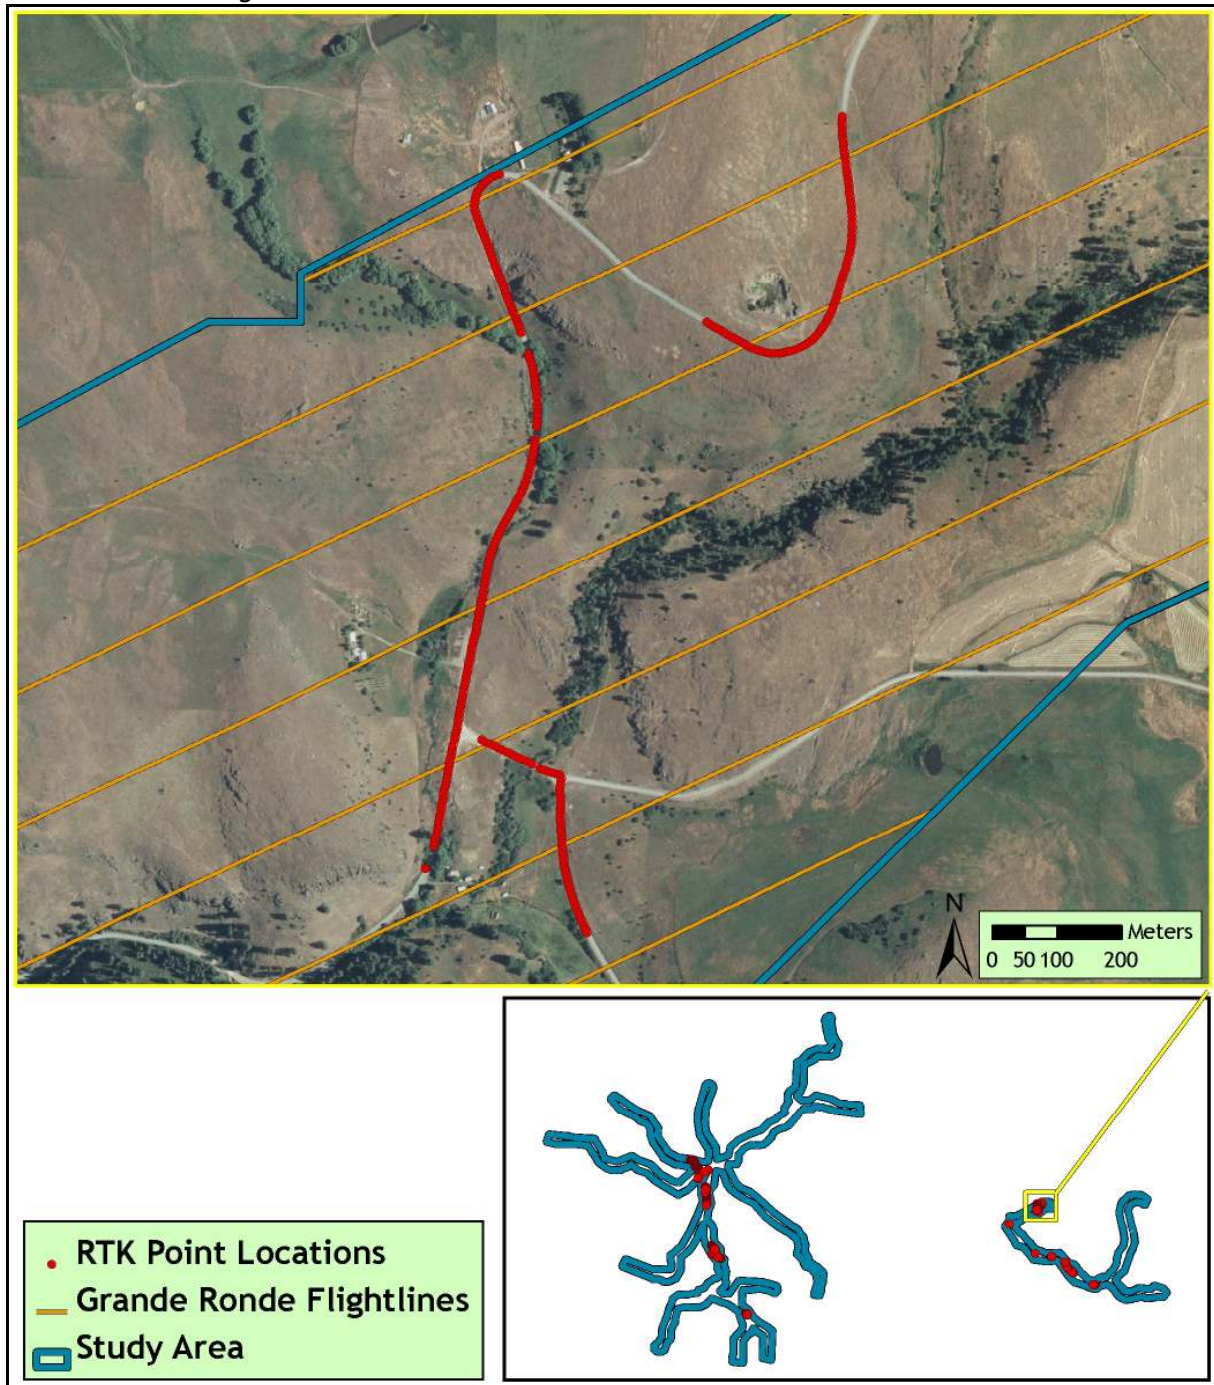 N
Meters
0 50 100 200
RTK Point Locations
Grande Ronde Flightlines
Study Area